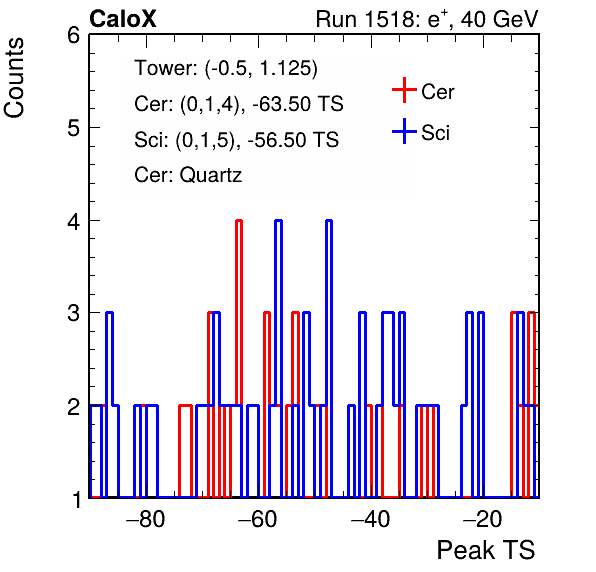 CaloX Run 1518: e+, 40 GeV
Counts
Tower: (-0.5, 1.125)
Cer: (0,1,4), -63.50 TS
Sci: (0,1,5), -56.50 TS
Cer: Quartz
Cer
Sci
6
5
4
3
2
1
−80 −60 −40 −20
Peak TS